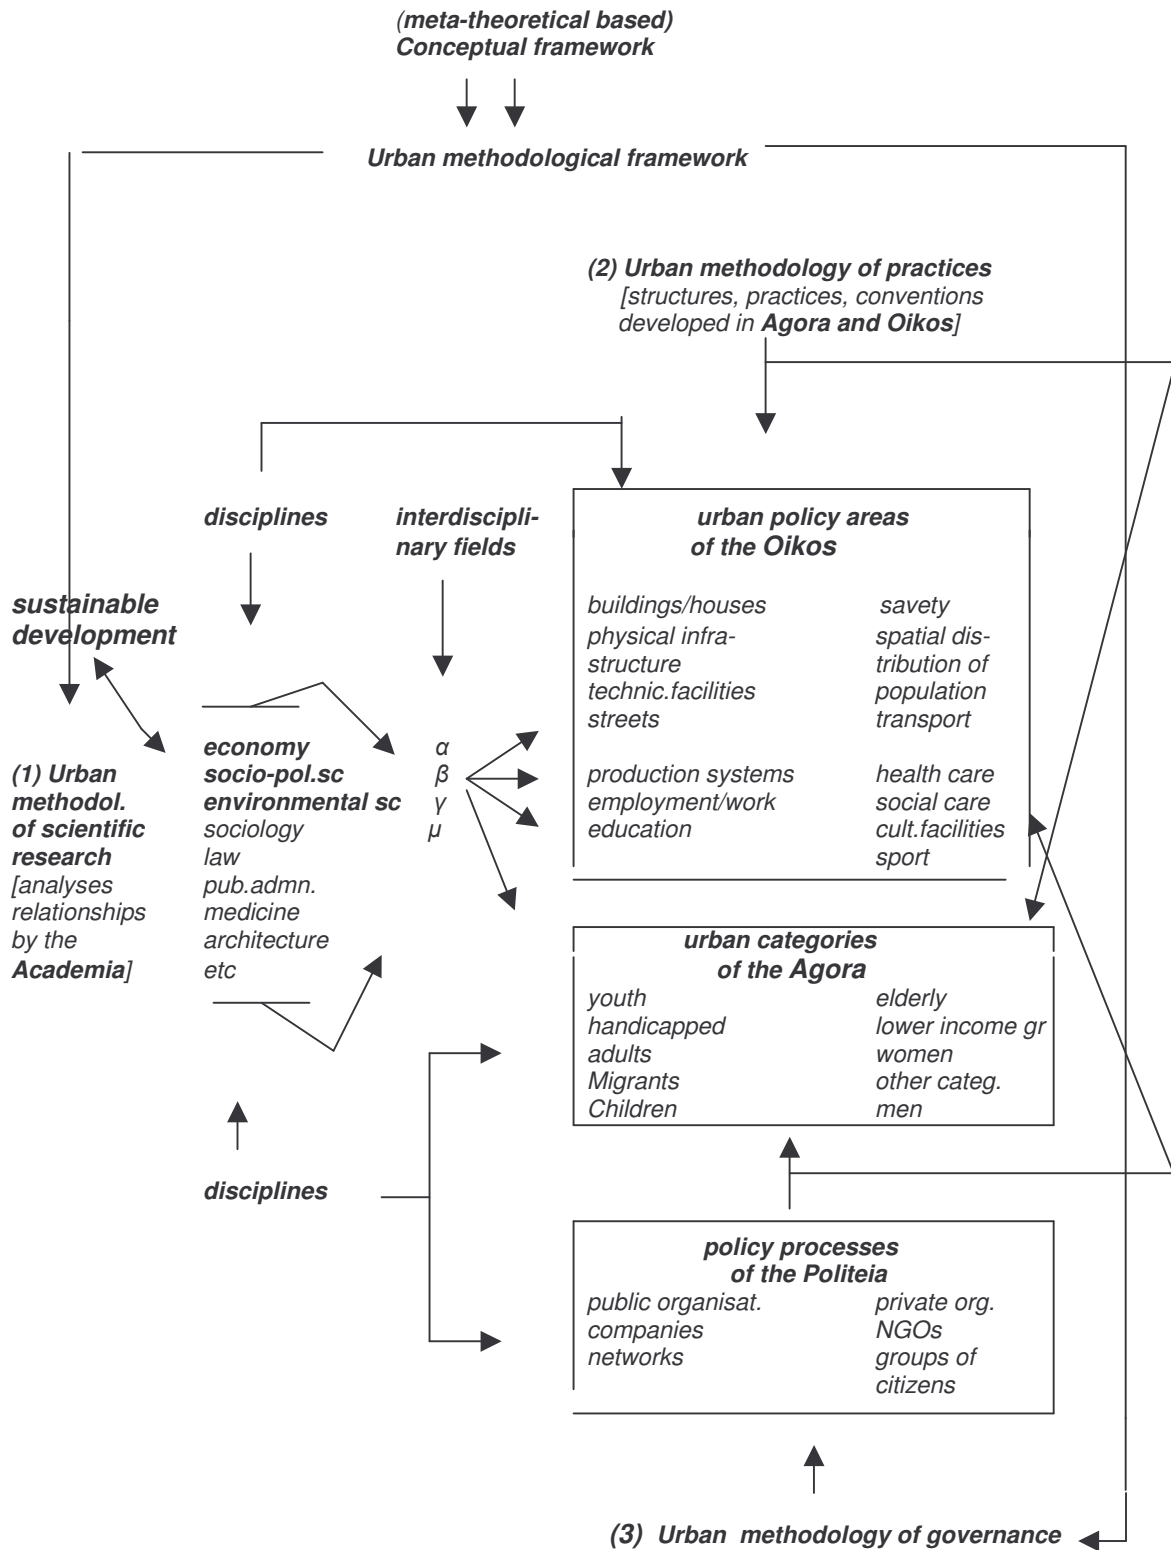 (meta-theoretical based)
Conceptual framework
Urban methodological framework
(2) Urban methodology of practices
[structures, practices, conventions
developed in Agora and Oikos]
disciplines
interdiscipli-
nary fields
urban policy areas
of the Oikos
buildings/houses
physical infra-
structure
technic.facilities
streets
production systems
employment/work
education
savety
spatial dis-
tribution of
population
transport
health care
social care
cult.facilities
sport
sustainable
development
(1) Urban
methodol.
of scientific
research
[analyses
relationships
by the
Academia]
economy
socio-pol.sc
environmental sc
sociology
law
pub.admn.
medicine
architecture
etc
α
β
γ
μ
urban categories
of the Agora
youth
handicapped
adults
Migrants
Children
elderly
lower income gr
women
other categ.
men
disciplines
policy processes
of the Politeia
public organisat.
companies
networks
private org.
NGOs
groups of
citizens
(3) Urban methodology of governance